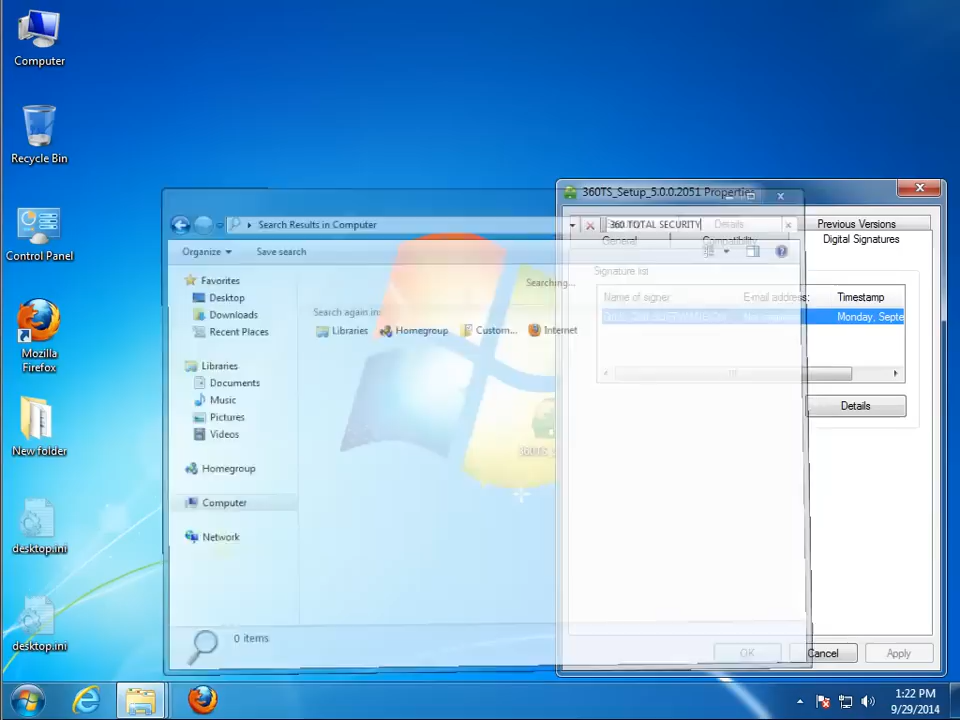 Computer
Recycle Bin
Control Panel
Mozilla
Firefox
New folder
desktop.ini
desktop.ini
Search Results in Computer
360 TOTAL SECURITY
Organize
Save search
Favorites
Desktop
Downloads
Recent Places
Libraries
Documents
Music
Pictures
Videos
Homegroup
Computer
Network
Searching...
Search again in:
Libraries
Homegroup
Custom...
Internet
0 items
360TS_Setup_5.0.0.2051 Properties
Details
Previous Versions
General
Compatibility
Digital Signatures
Signature list
Name of signer:
E-mail address:
Timestamp
Monday, Septe
Details
OK
Cancel
Apply
1:22 PM
9/29/2014